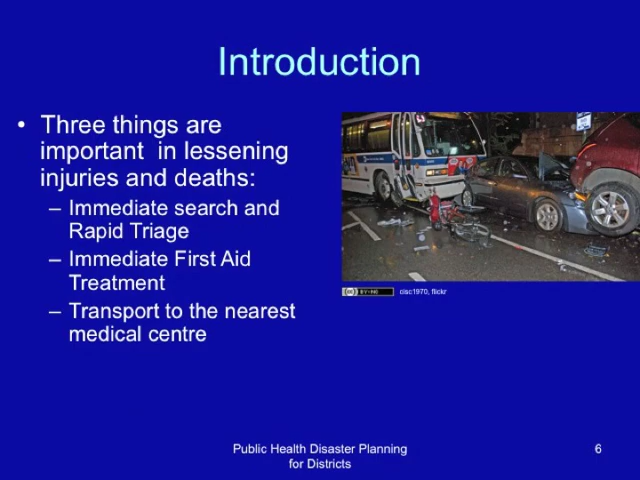 Introduction
• Three things are
important in lessening
injuries and deaths:
– Immediate search and
Rapid Triage
– Immediate First Aid
Treatment
– Transport to the nearest
medical centre
cisc1970, flickr
Public Health Disaster Planning
for Districts
6